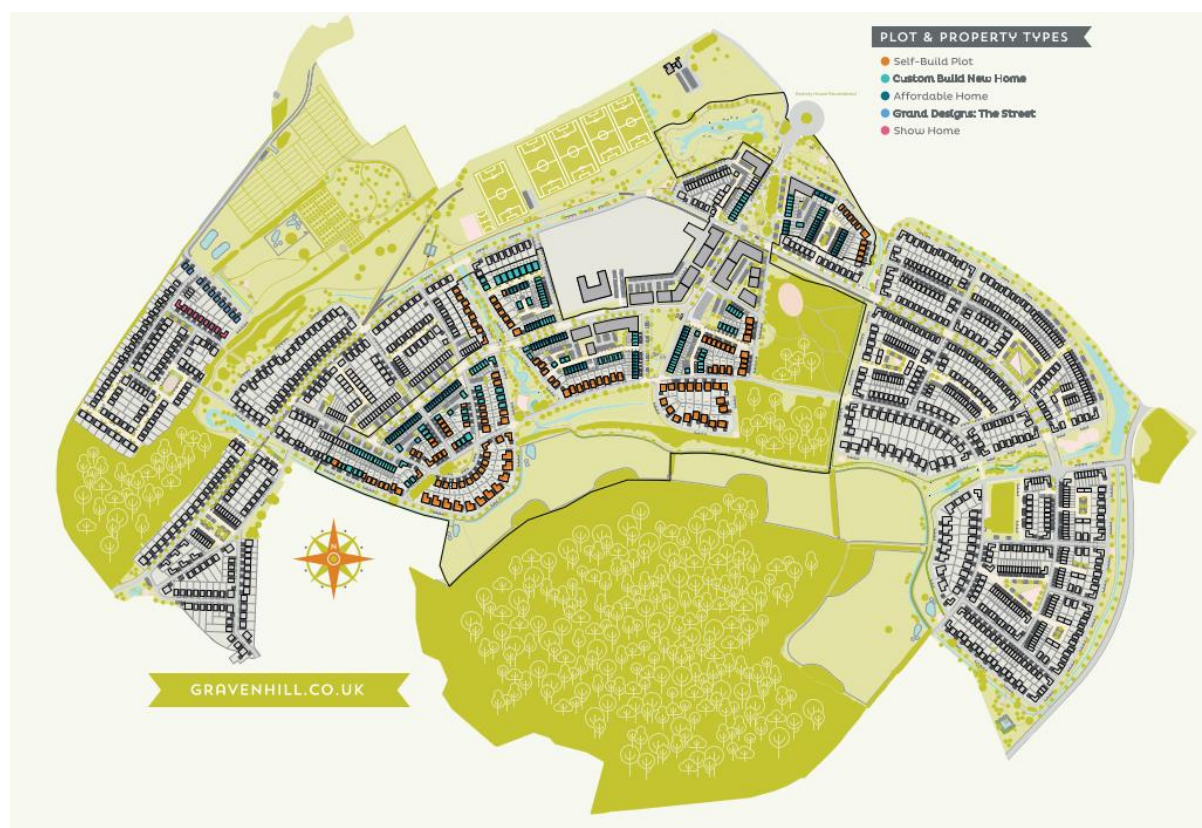 PLOT & PROPERTY TYPES
Self-Build Plot
Custom Build New Home
Affordable Home
Grand Designs: The Street
Show Home
N
GRAVENHILL.CO.UK